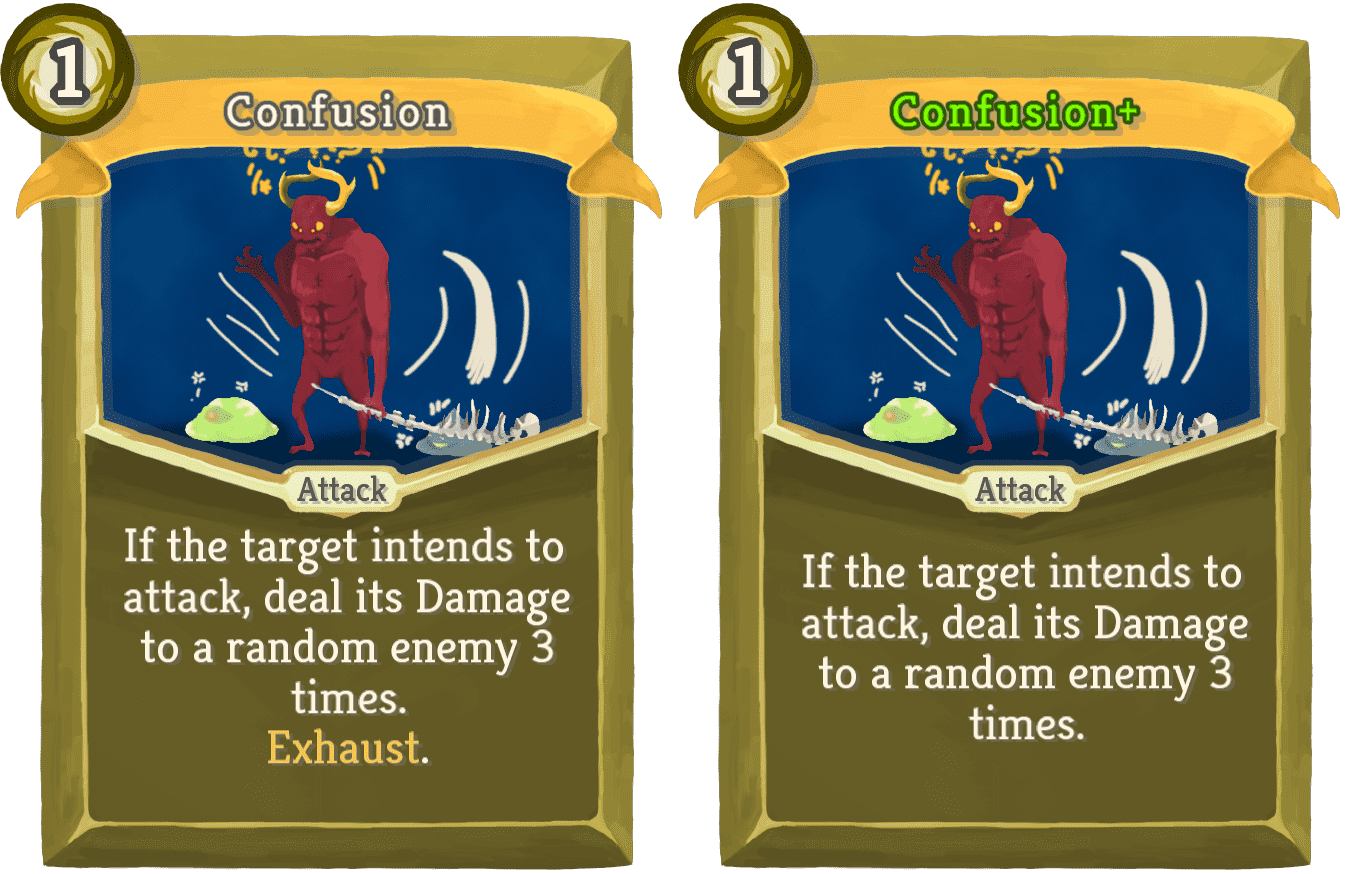 1
Confusion
Attack
If the target intends to
attack, deal its Damage
to a random enemy 3
times.
Exhaust.
1
Confusion+
Attack
If the target intends to
attack, deal its Damage
to a random enemy 3
times.